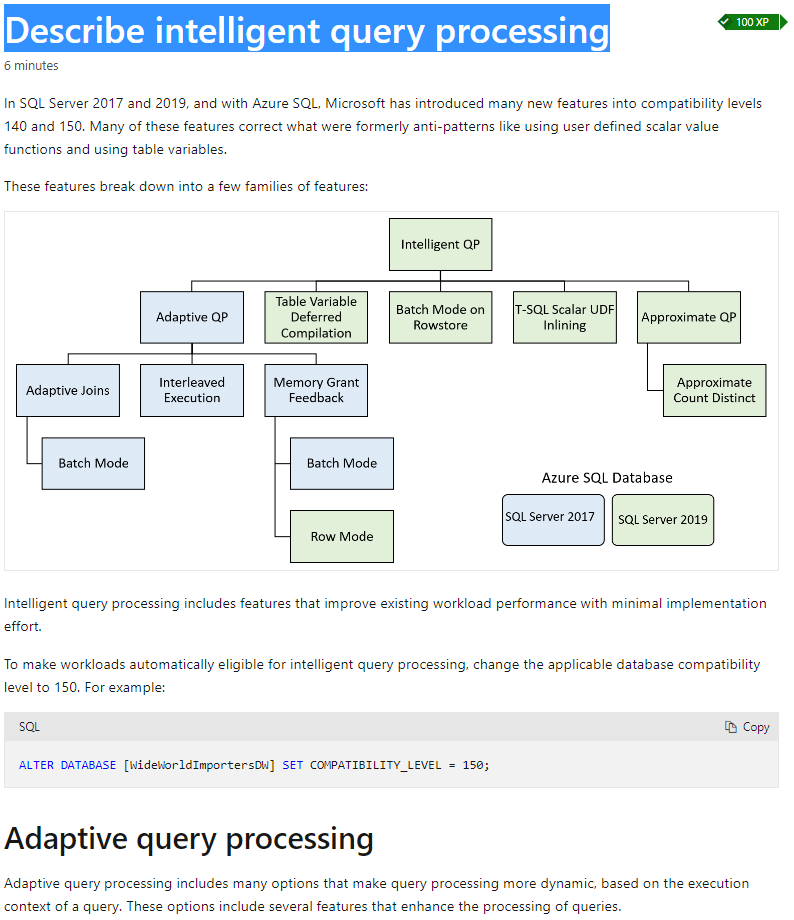 Describe intelligent query processing
100 XP
6 minutes
In SQL Server 2017 and 2019, and with Azure SQL, Microsoft has introduced many new features into compatibility levels
140 and 150. Many of these features correct what were formerly anti-patterns like using user defined scalar value
functions and using table variables.
These features break down into a few families of features:
Intelligent QP
Adaptive QP
Table Variable
Deferred
Compilation
Batch Mode on
Rowstore
T-SQL Scalar UDF
Inlining
Approximate QP
Adaptive Joins
Interleaved
Execution
Memory Grant
Feedback
Approximate
Count Distinct
Batch Mode
Batch Mode
Row Mode
Azure SQL Database
SQL Server 2017
SQL Server 2019
Intelligent query processing includes features that improve existing workload performance with minimal implementation
effort.
To make workloads automatically eligible for intelligent query processing, change the applicable database compatibility
level to 150. For example:
SQL
Copy
ALTER DATABASE [WideWorldImportersDW] SET COMPATIBILITY_LEVEL = 150;
Adaptive query processing
Adaptive query processing includes many options that make query processing more dynamic, based on the execution
context of a query. These options include several features that enhance the processing of queries.